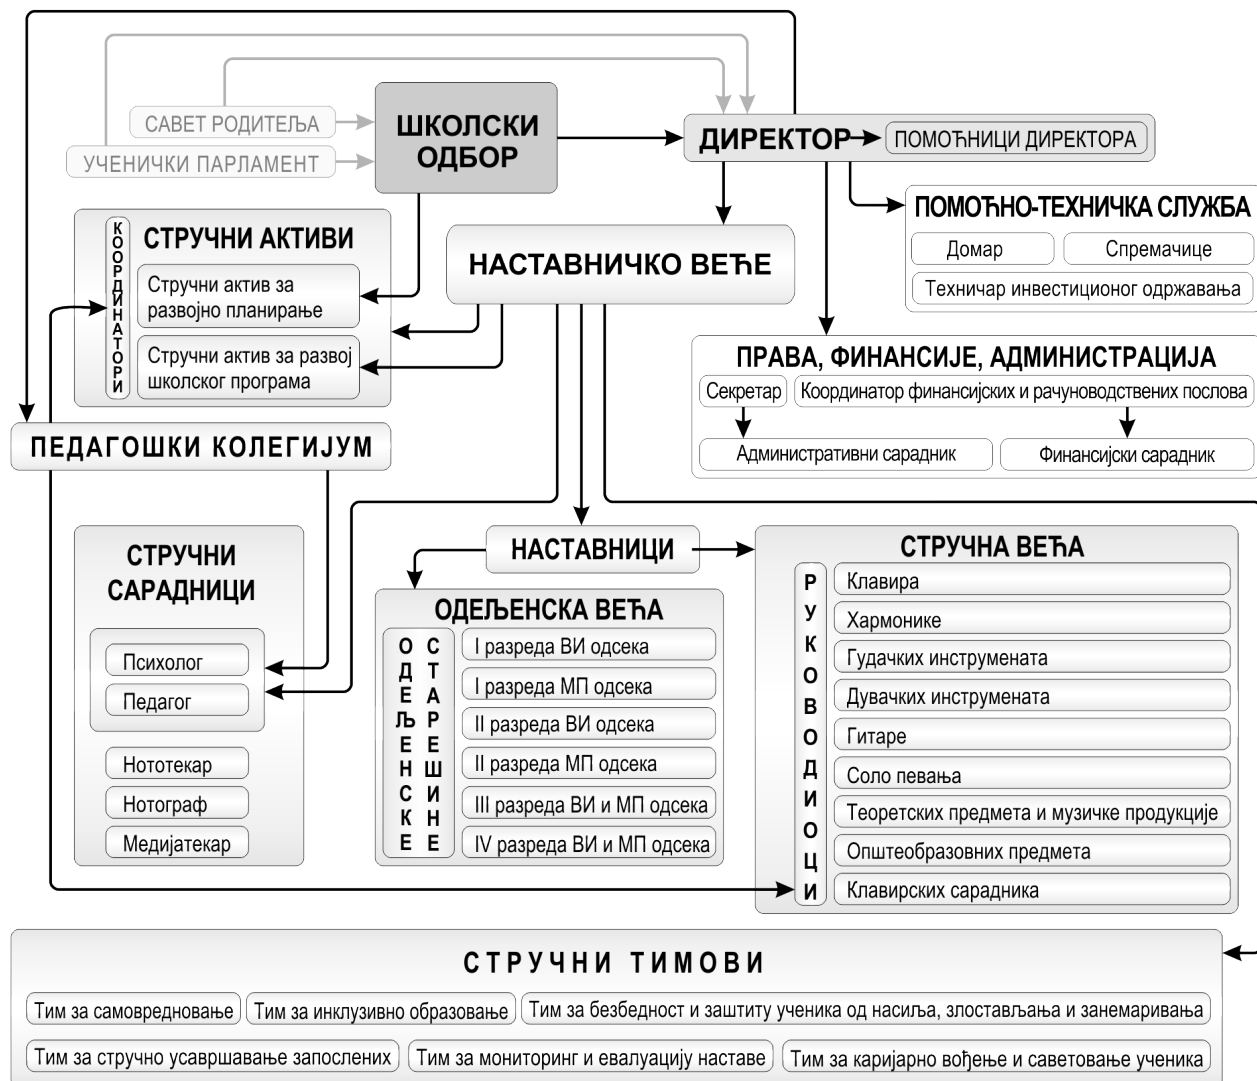 САВЕТ РОДИТЕЉА
УЧЕНИЧКИ ПАРЛАМЕНТ
ШКОЛСКИ
ОДБОР
ДИРЕКТОР
ПОМОЋНИЦИ ДИРЕКТОРА
ПОМОЋНО-ТЕХНИЧКА СЛУЖБА
Домар
Спремачице
Техничар инвестиционог одржавања
КООРДИНАТОРИ
СТРУЧНИ АКТИВИ
Стручни актив за
развојно планирање
Стручни актив за развој
школског програма
НАСТАВНИЧКО ВЕЋЕ
ПРАВА, ФИНАНСИЈЕ, АДМИНИСТРАЦИЈА
Секретар
Координатор финансијских и рачуноводствених послова
Административни сарадник
Финансијски сарадник
ПЕДАГОШКИ КОЛЕГИЈУМ
СТРУЧНИ
САРАДНИЦИ
Психолог
Педагог
Нототекар
Нотограф
Медијатекар
НАСТАВНИЦИ
ОДЕЉЕНСКА ВЕЋА
ОДЕЉЕНСКЕ
СТАРЕШИНЕ
I разреда ВИ одсека
I разреда МП одсека
II разреда ВИ одсека
II разреда МП одсека
III разреда ВИ и МП одсека
IV разреда ВИ и МП одсека
СТРУЧНА ВЕЋА
РУКОВОДИОЦИ
Клавира
Хармонике
Гудачких инструмената
Дувачких инструмената
Гитаре
Соло певања
Теоретских предмета и музичке продукције
Општеобразовних предмета
Клавирских сарадника
СТРУЧНИ ТИМОВИ
Тим за самовредновање
Тим за инклузивно образовање
Тим за безбедност и заштиту ученика од насиља, злостављања и занемаривања
Тим за стручно усавршавање запослених
Тим за мониторинг и евалуацију наставе
Тим за каријарно вођење и саветовање ученика